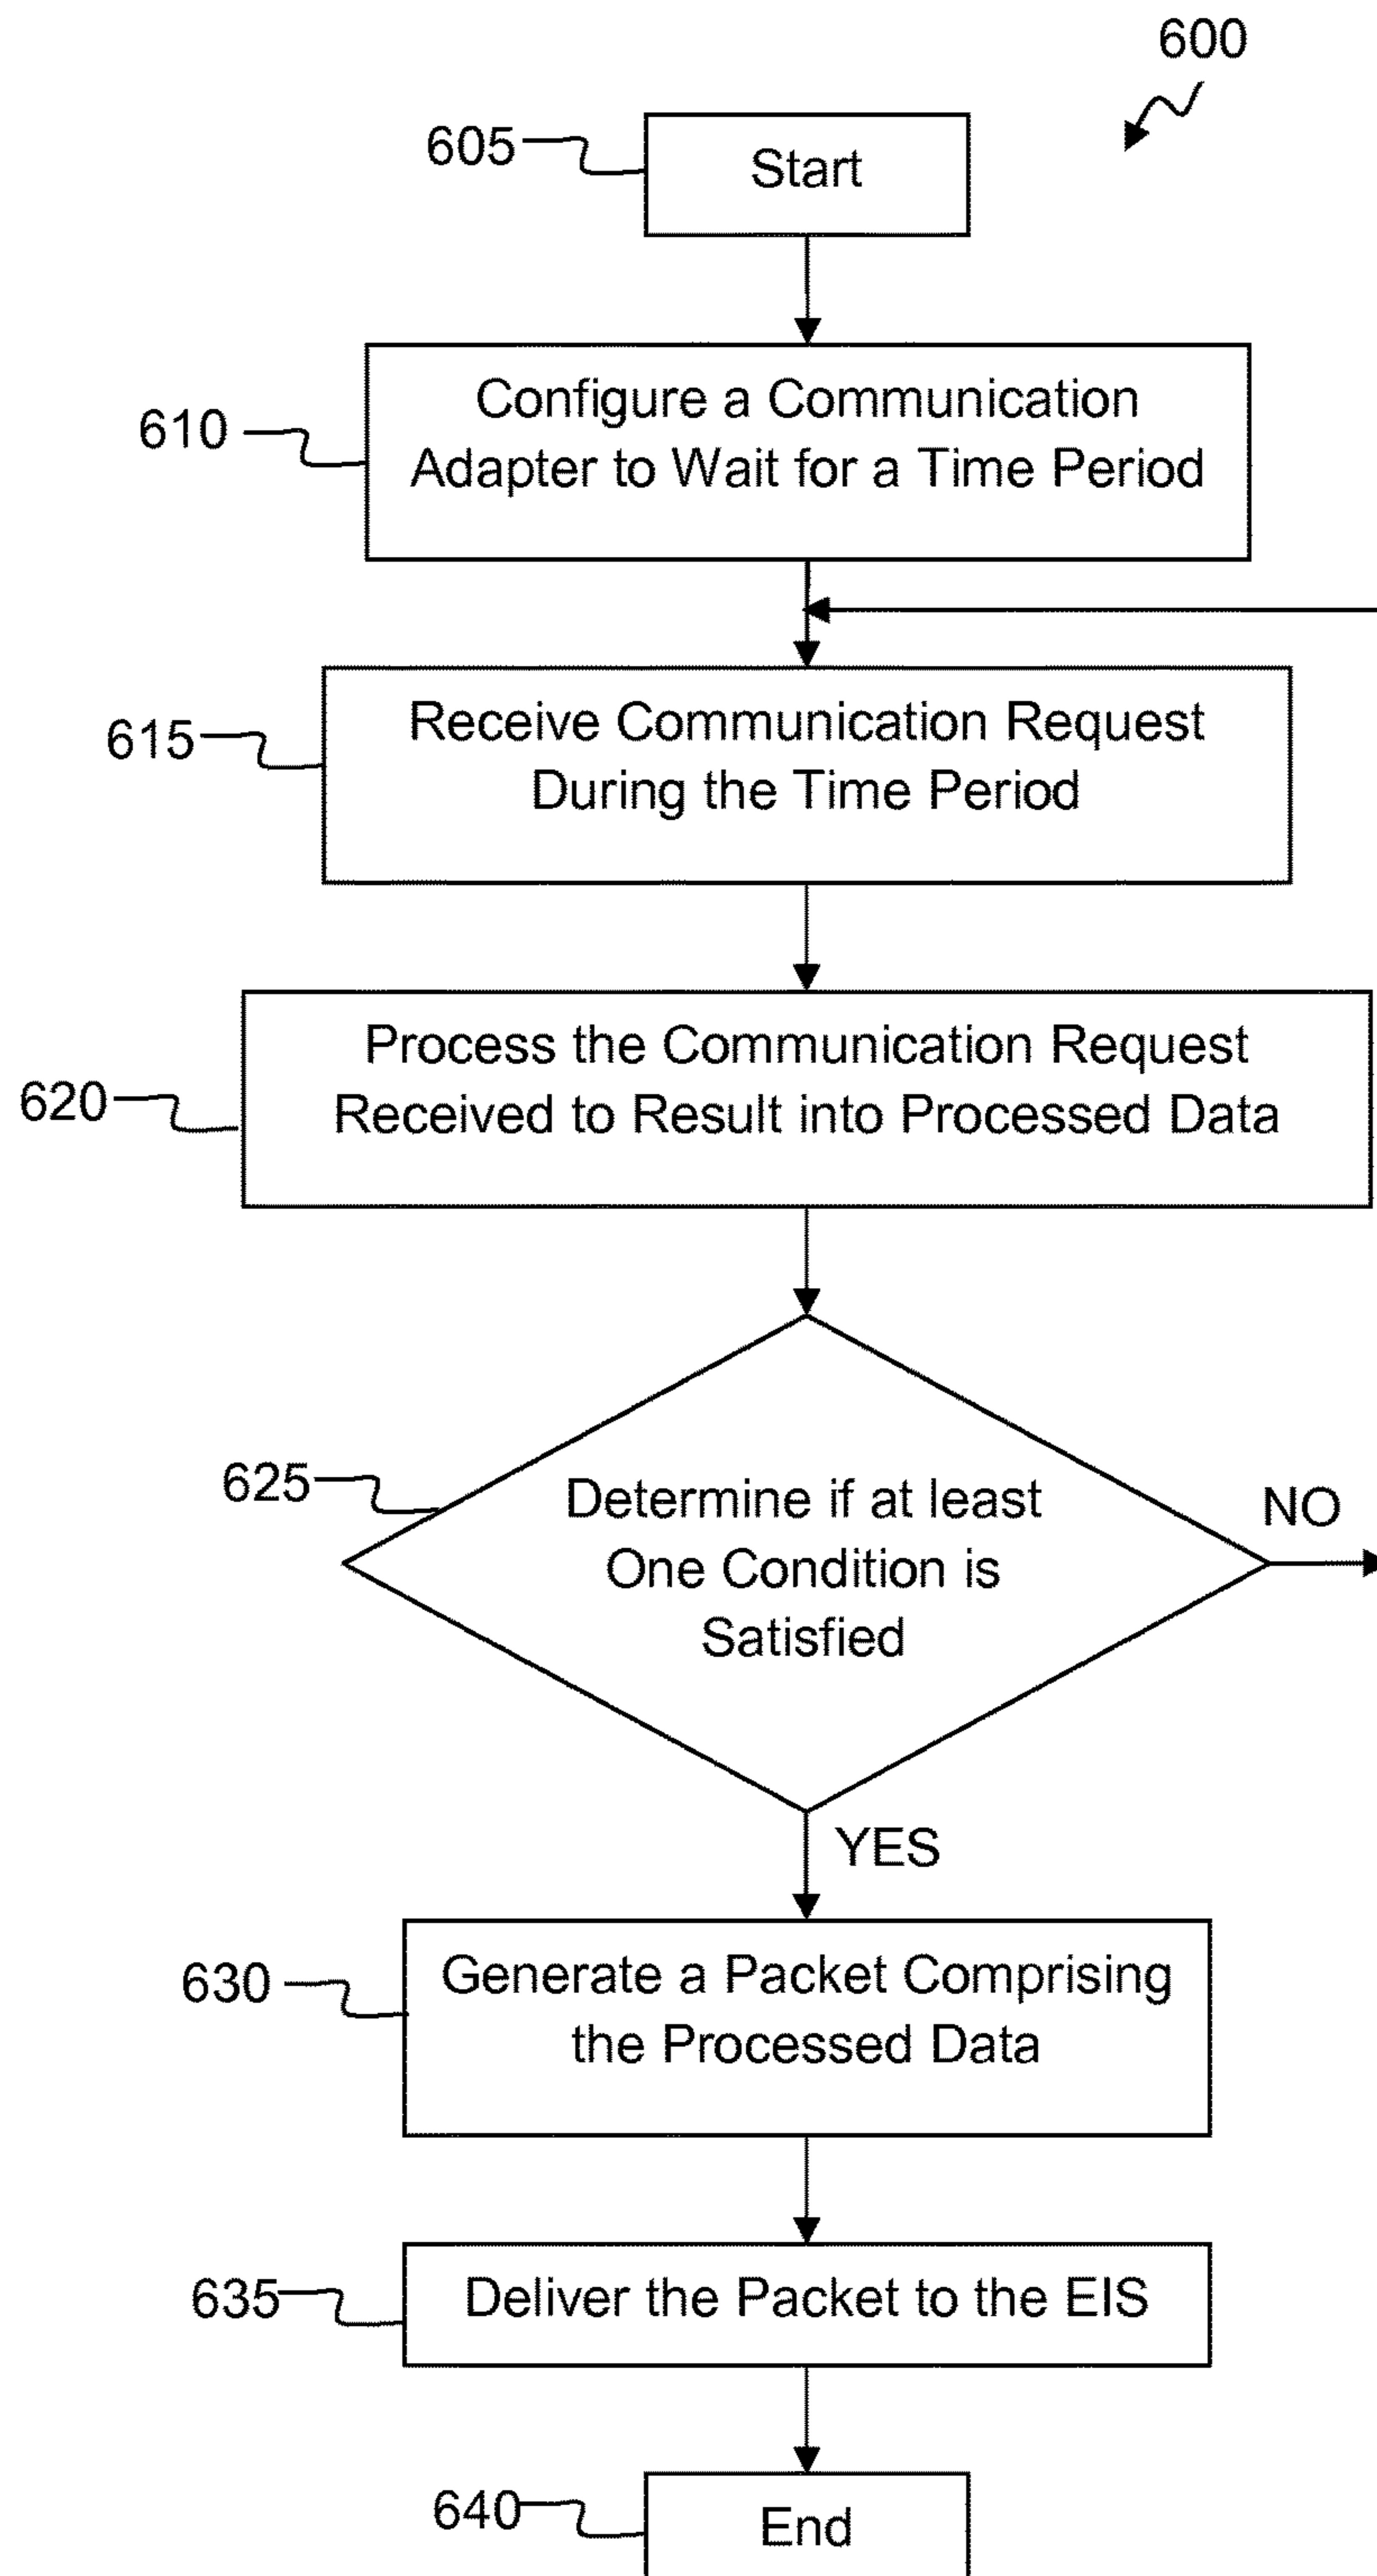 600
605
Start
610
Configure a Communication
Adapter to Wait for a Time Period
615
Receive Communication Request
During the Time Period
620
Process the Communication Request
Received to Result into Processed Data
625
Determine if at least
One Condition is
Satisfied
NO
YES
630
Generate a Packet Comprising
the Processed Data
635
Deliver the Packet to the EIS
640
End